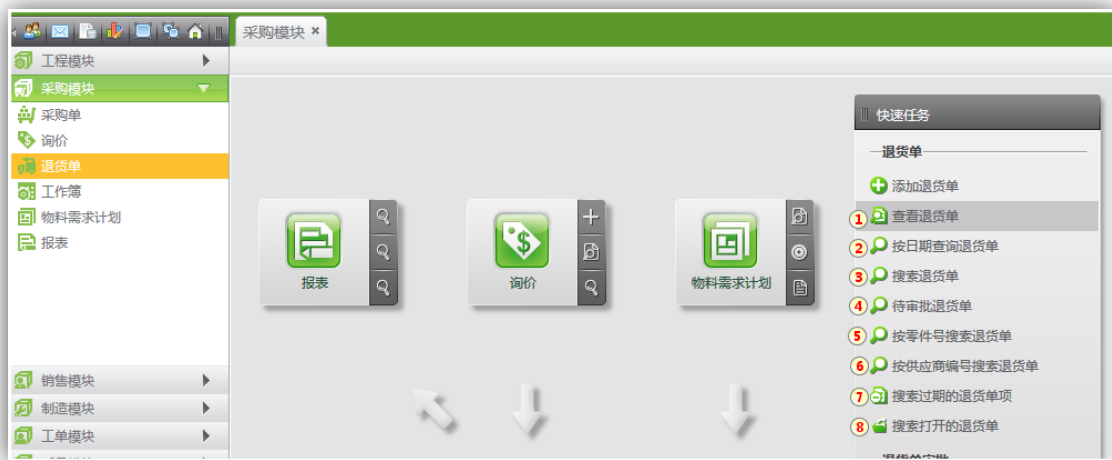 采购模块 ×
工程模块
采购模块
采购单
询价
退货单
工作簿
物料需求计划
报表
销售模块
制造模块
工单模块
报表
询价
物料需求计划
快速任务
退货单
添加退货单
1 查看退货单
2 按日期查询退货单
3 搜索退货单
4 待审批退货单
5 按零件号搜索退货单
6 按供应商编号搜索退货单
7 搜索过期的退货单项
8 搜索打开的退货单